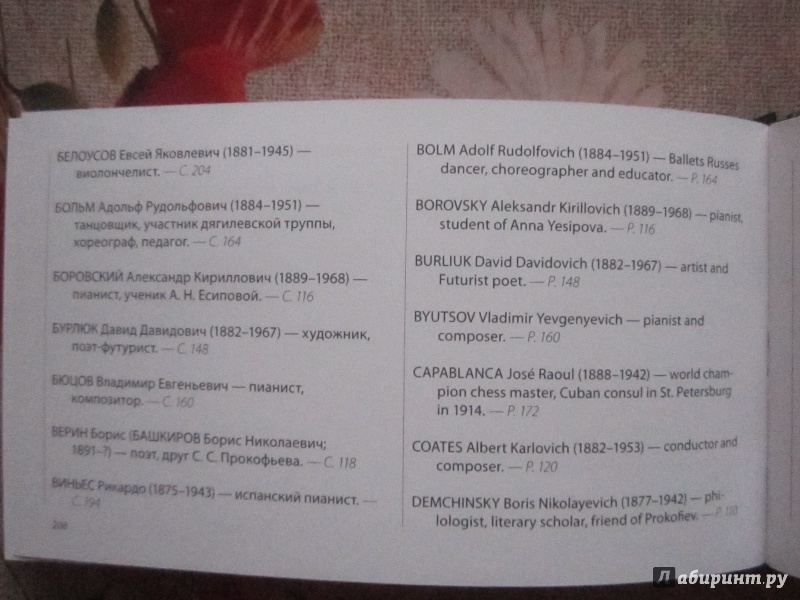 БЕЛОУСОВ Евсей Яковлевич (1881–1945) —
виолончелист. — С. 204
БОЛЬМ Адольф Рудольфович (1884–1951) —
танцовщик, участник дягилевской труппы,
хореограф, педагог. — С. 164
БОРОВСКИЙ Александр Кириллович (1889–1968) —
пианист, ученик А. Н. Есиповой. — С. 116
БУРЛЮК Давид Давидович (1882–1967) — художник,
поэт-футурист. — С. 148
БЮЦОВ Владимир Евгеньевич — пианист,
композитор. — С. 160
ВЕРИН Борис (БАШКИРОВ Борис Николаевич;
1891–?) — поэт, друг С. С. Прокофьева. — С. 118
ВИНЬЕС Рикардо (1875–1943) — испанский пианист. —
С. 194
208
BOLM Adolf Rudolfovich (1884–1951) — Ballets Russes
dancer, choreographer and educator. — P. 164
BOROVSKY Aleksandr Kirillovich (1889–1968) — pianist,
student of Anna Yesipova. — P. 116
BURLIUK David Davidovich (1882–1967) — artist and
Futurist poet. — P. 148
BYUTSOV Vladimir Yevgenyevich — pianist and
composer. — P. 160
CAPABLANCA José Raoul (1888–1942) — world cham-
pion chess master, Cuban consul in St. Petersburg
in 1914. — P. 172
COATES Albert Karlovich (1882–1953) — conductor and
composer. — P. 120
DEMCHINSKY Boris Nikolayevich (1877–1942) — phi-
lologist, literary scholar, friend of Prokofiev. — P.
Лабиринт.ру